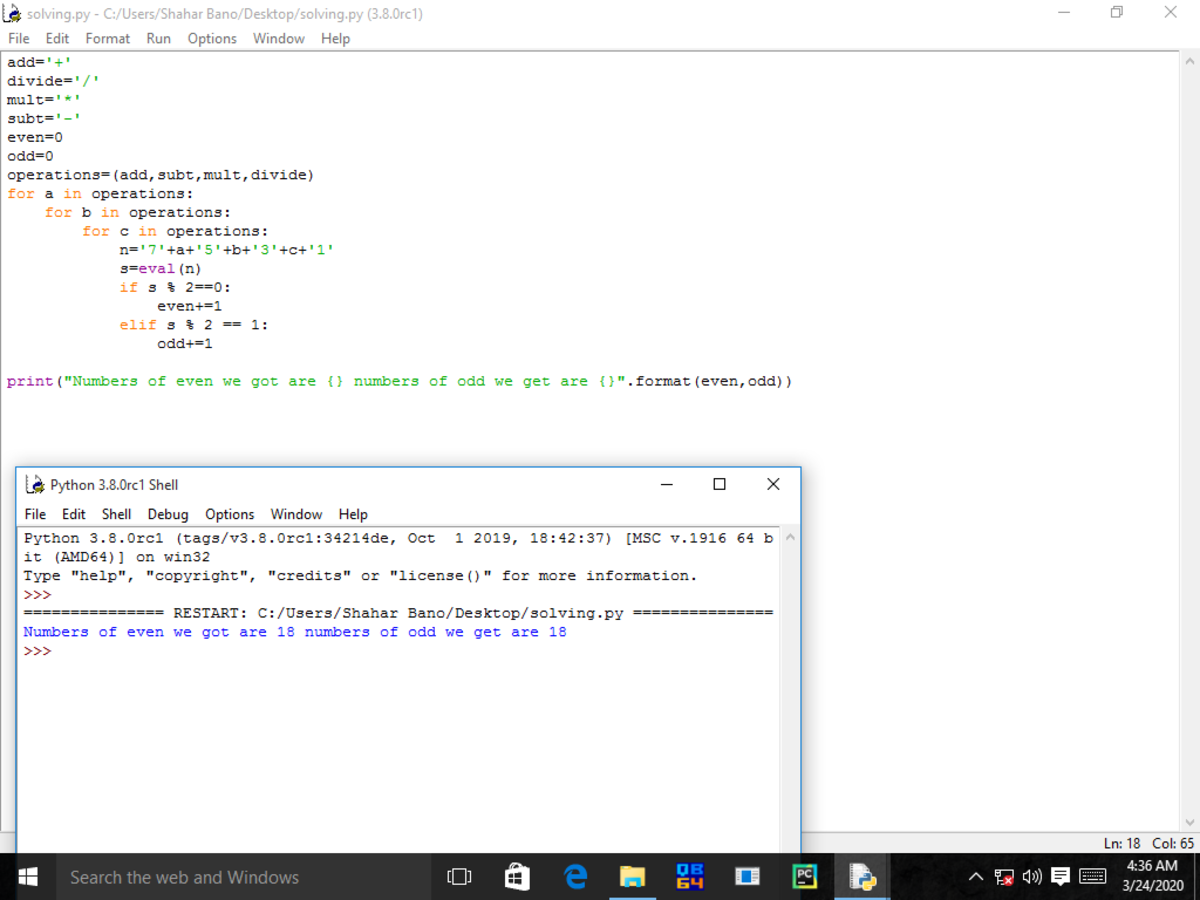 solving.py - C:/Users/Shahar Bano/Desktop/solving.py (3.8.0rc1)
File Edit Format Run Options Window Help
add='+'
divide='/'
mult='*'
subt='-'
even=0
odd=0
operations=(add,subt,mult,divide)
for a in operations:
    for b in operations:
        for c in operations:
            n='7'+a+'5'+b+'3'+c+'1'
            s=eval(n)
            if s % 2==0:
                even+=1
            elif s % 2 == 1:
                odd+=1
print("Numbers of even we got are {} numbers of odd we get are {}".format(even,odd))
Python 3.8.0rc1 Shell
File Edit Shell Debug Options Window Help
Python 3.8.0rc1 (tags/v3.8.0rc1:34214de, Oct  1 2019, 18:42:37) [MSC v.1916 64 b
it (AMD64)] on win32
Type "help", "copyright", "credits" or "license()" for more information.
>>>
=============== RESTART: C:/Users/Shahar Bano/Desktop/solving.py ===============
Numbers of even we got are 18 numbers of odd we get are 18
>>>
Ln: 18 Col: 65
Search the web and Windows
QB
64
PC
4:36 AM
3/24/2020